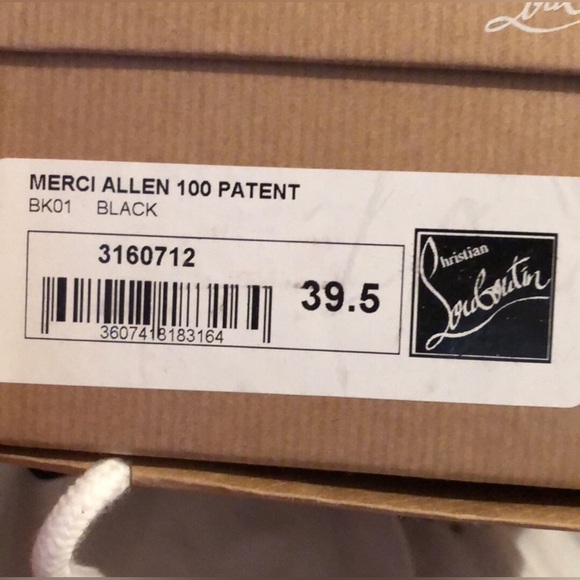 MERCI ALLEN 100 PATENT
BK01 BLACK
3160712
39.5
3607418183164
Christian
Louboutin